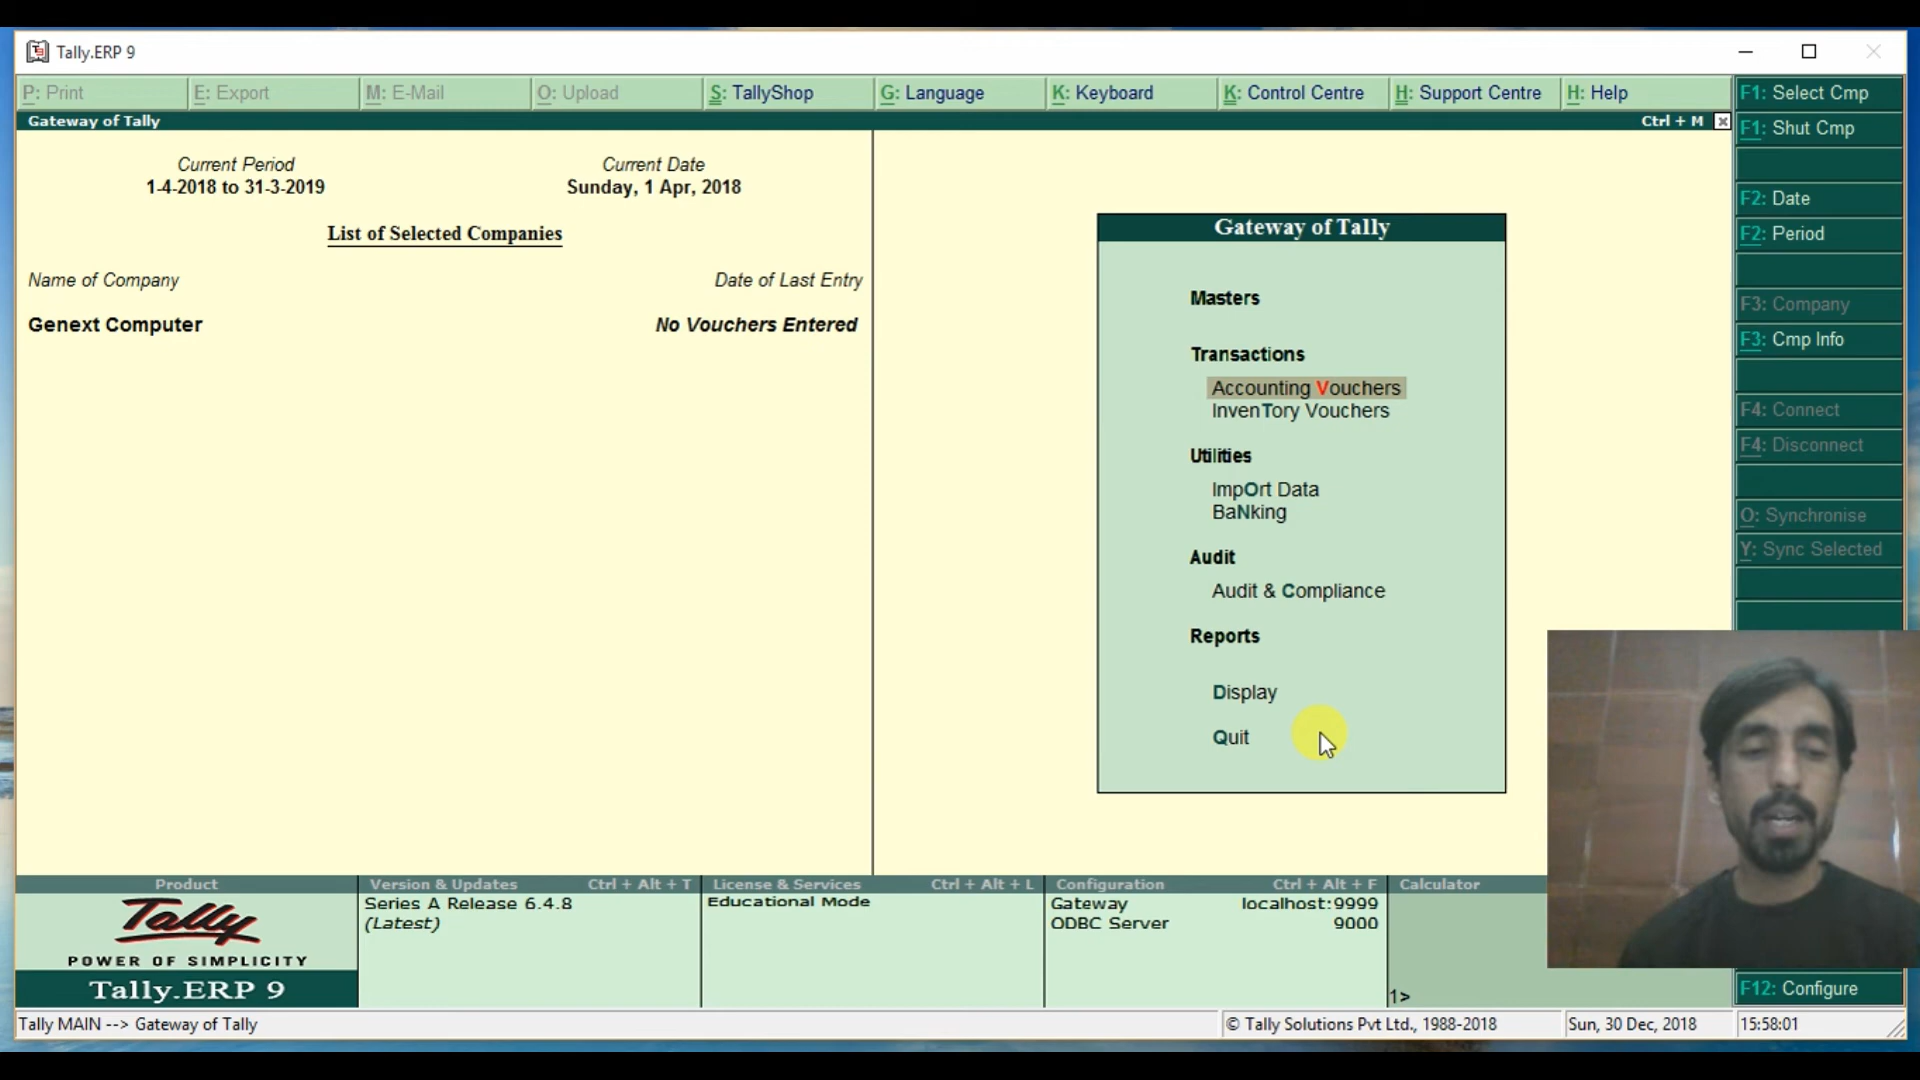 Tally.ERP 9
P: Print
E: Export
M: E-Mail
O: Upload
S: TallyShop
G: Language
K: Keyboard
K: Control Centre
H: Support Centre
H: Help
Gateway of Tally
Ctrl + M
Current Period
1-4-2018 to 31-3-2019
Current Date
Sunday, 1 Apr, 2018
List of Selected Companies
Name of Company
Date of Last Entry
Genext Computer
No Vouchers Entered
Gateway of Tally
Masters
Transactions
Accounting Vouchers
InvenTory Vouchers
Utilities
ImpOrt Data
BaNking
Audit
Audit & Compliance
Reports
Display
Quit
F1: Select Cmp
F1: Shut Cmp
F2: Date
F2: Period
F3: Company
F3: Cmp Info
F4: Connect
F4: Disconnect
O: Synchronise
Y: Sync Selected
F12: Configure
Product
Tally
POWER OF SIMPLICITY
Tally.ERP 9
Version & Updates
Ctrl + Alt + T
Series A Release 6.4.8
(Latest)
License & Services
Ctrl + Alt + L
Educational Mode
Configuration
Ctrl + Alt + F
Gateway
localhost:9999
ODBC Server
9000
Calculator
1>
Tally MAIN --> Gateway of Tally
© Tally Solutions Pvt Ltd., 1988-2018
Sun, 30 Dec, 2018
15:58:01